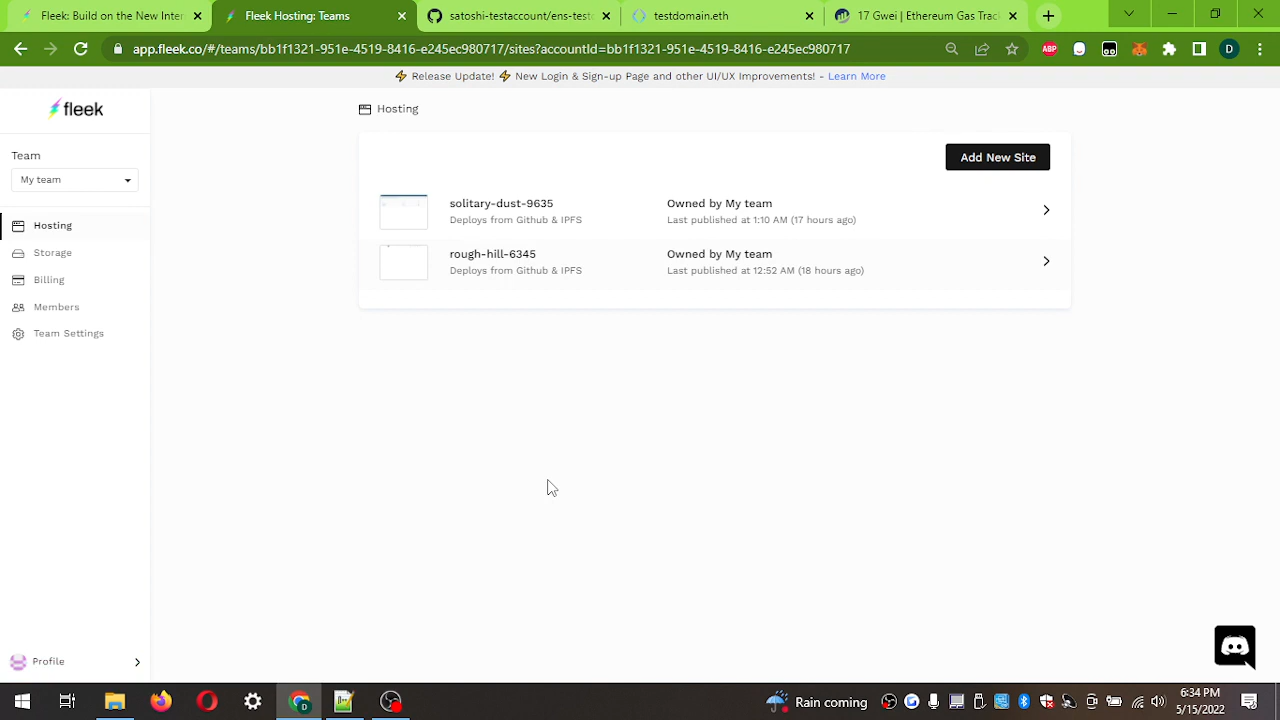 Fleek: Build on the New Inter
Fleek Hosting: Teams
satoshi-testaccount/ens-testc
testdomain.eth
17 Gwei | Ethereum Gas Track
app.fleek.co/#/teams/bb1f1321-951e-4519-8416-e245ec980717/sites?accountId=bb1f1321-951e-4519-8416-e245ec980717
ABP
D
⚡ Release Update! ⚡ New Login & Sign-up Page and other UI/UX Improvements! - Learn More
fleek
Hosting
Team
My team
Add New Site
Hosting
Storage
Billing
Members
Team Settings
solitary-dust-9635
Owned by My team
Deploys from Github & IPFS
Last published at 1:10 AM (17 hours ago)
rough-hill-6345
Owned by My team
Deploys from Github & IPFS
Last published at 12:52 AM (18 hours ago)
Profile
Rain coming
6:34 PM
5/15/2022